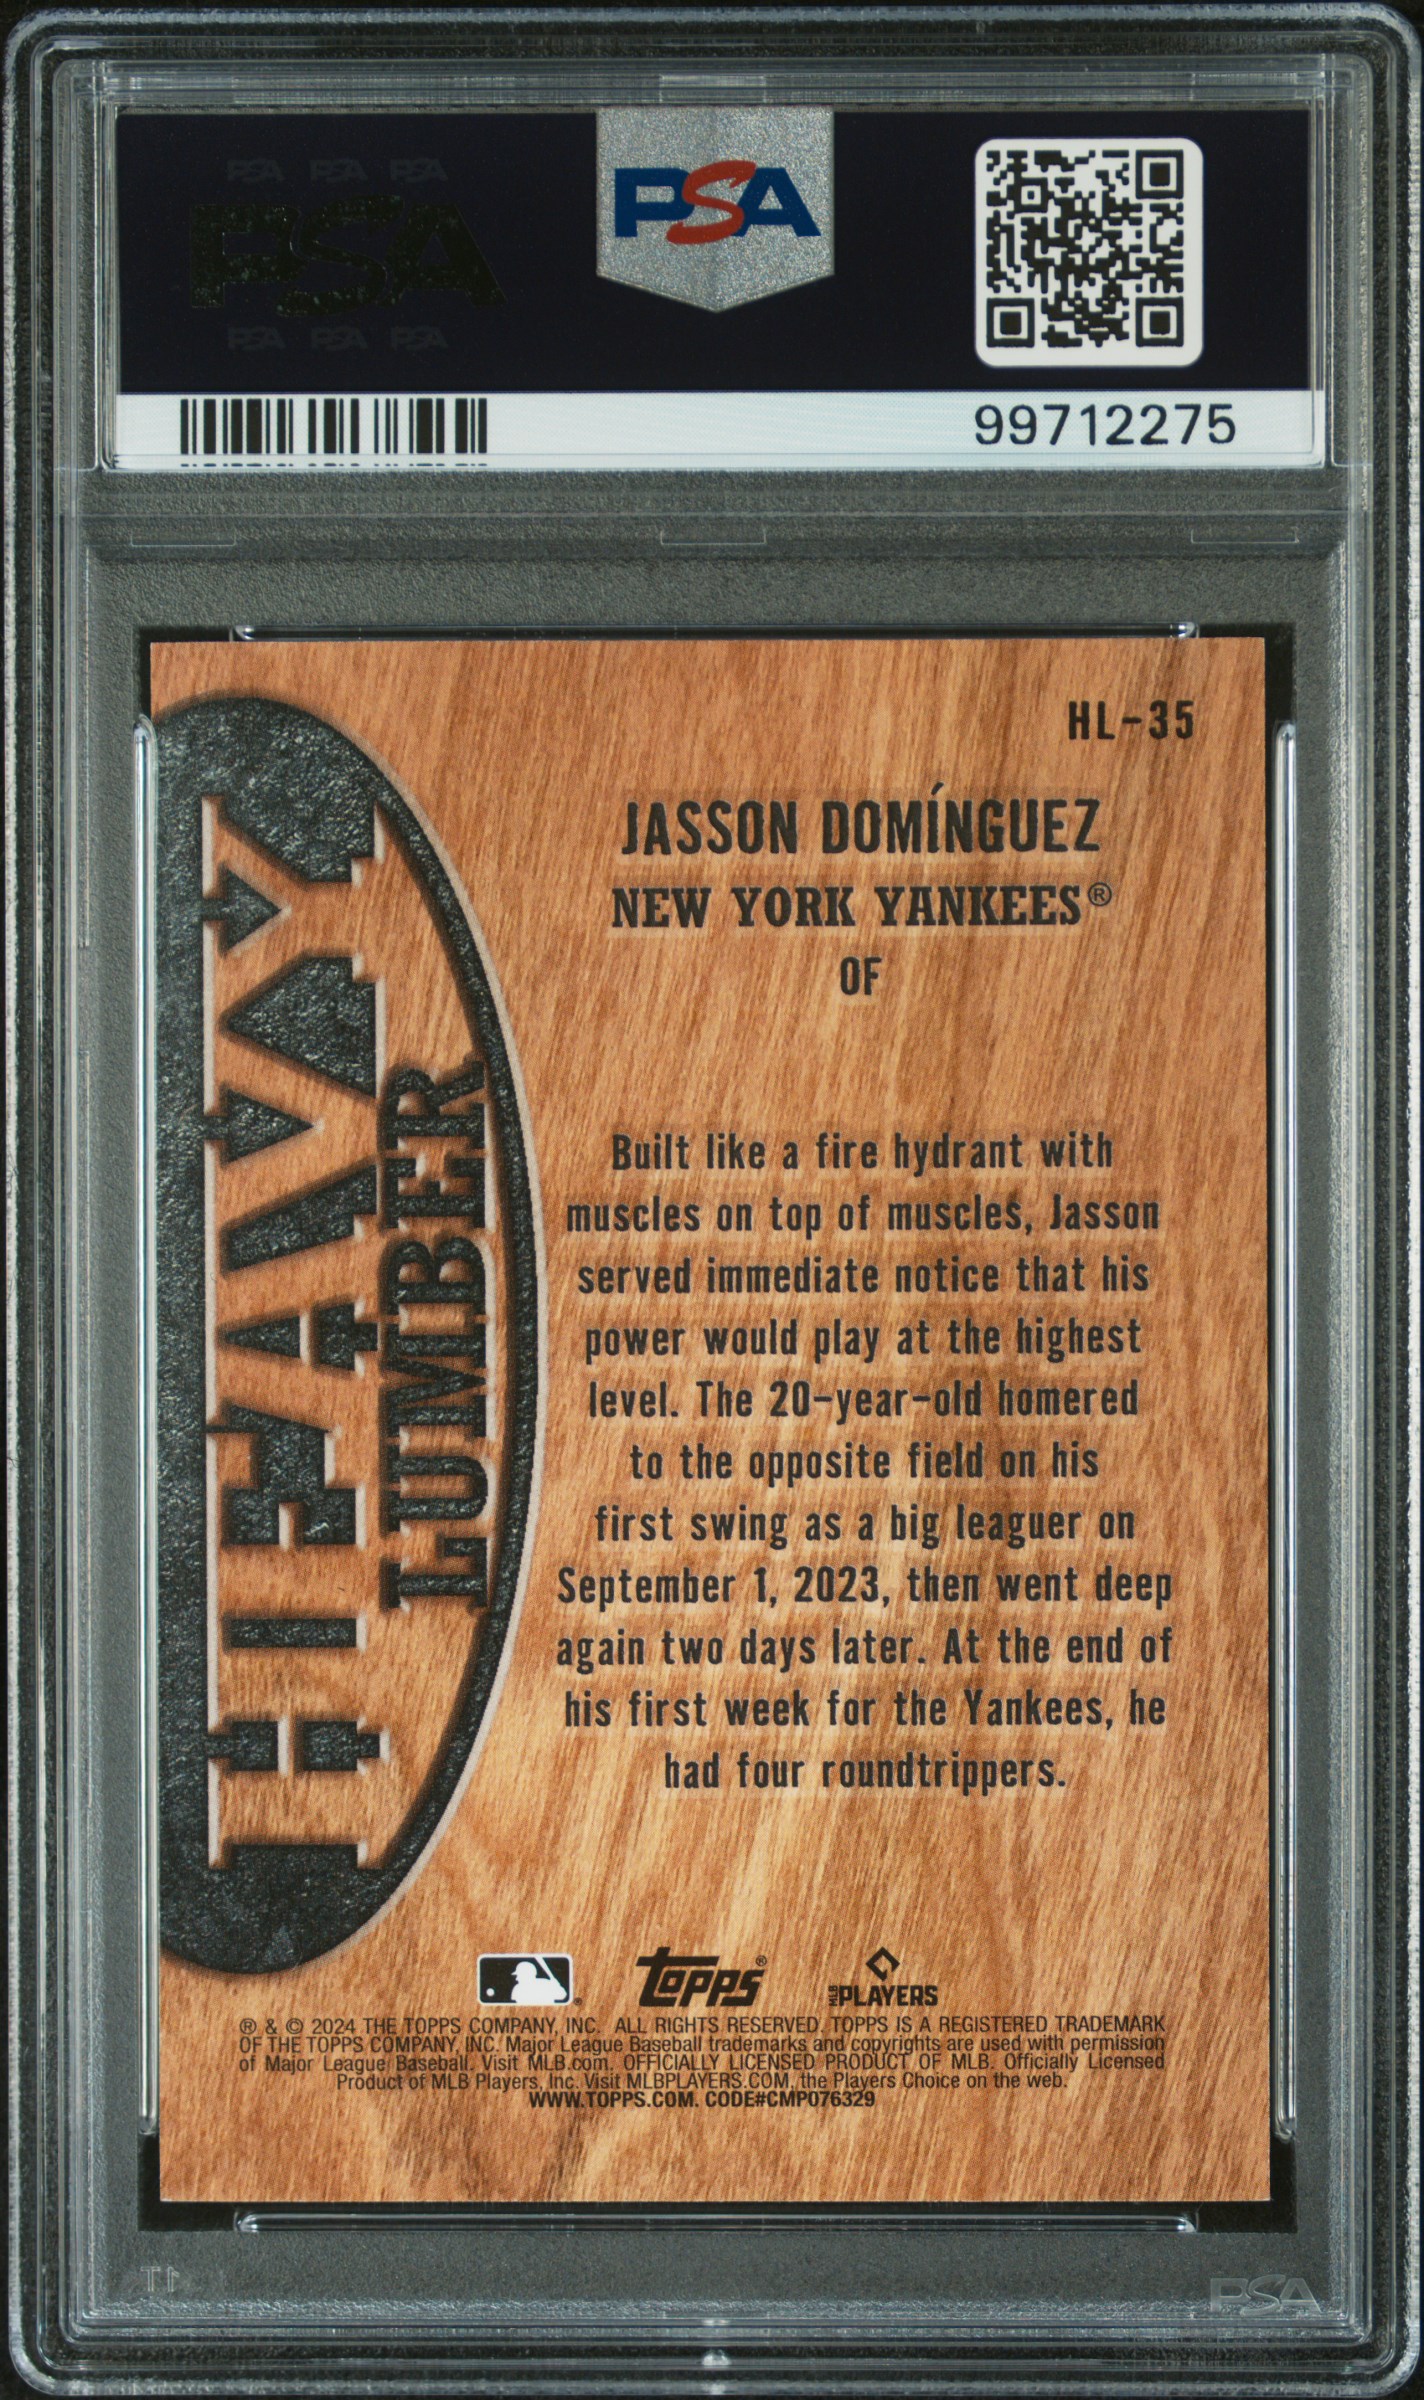 PSA PSA PSA
PSA
PSA PSA PSA
PSA
99712275
HL-35
JASSON DOMÍNGUEZ
NEW YORK YANKEES®
OF
HEAVY
LUMBER
Built like a fire hydrant with
muscles on top of muscles, Jasson
served immediate notice that his
power would play at the highest
level. The 20-year-old homered
to the opposite field on his
first swing as a big leaguer on
September 1, 2023, then went deep
again two days later. At the end of
his first week for the Yankees, he
had four roundtrippers.
TOPPS®
MLB PLAYERS
® & © 2024 THE TOPPS COMPANY, INC. ALL RIGHTS RESERVED. TOPPS IS A REGISTERED TRADEMARK
OF THE TOPPS COMPANY, INC. Major League Baseball trademarks and copyrights are used with permission
of Major League Baseball. Visit MLB.com. OFFICIALLY LICENSED PRODUCT OF MLB. Officially Licensed
Product of MLB Players, Inc. Visit MLBPLAYERS.COM, the Players Choice on the web.
WWW.TOPPS.COM. CODE#CMP076329
PSA